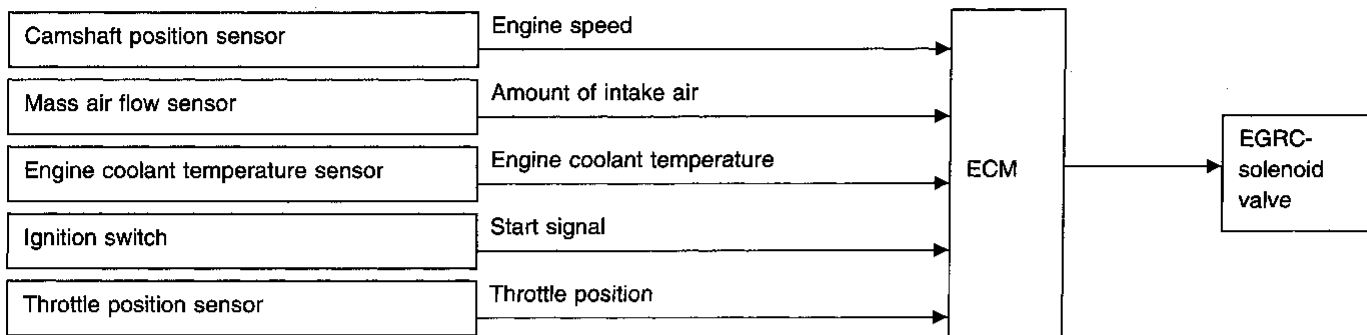 Camshaft position sensor
Engine speed
Mass air flow sensor
Amount of intake air
Engine coolant temperature sensor
Engine coolant temperature
Ignition switch
Start signal
Throttle position sensor
Throttle position
ECM
EGRC-
solenoid
valve